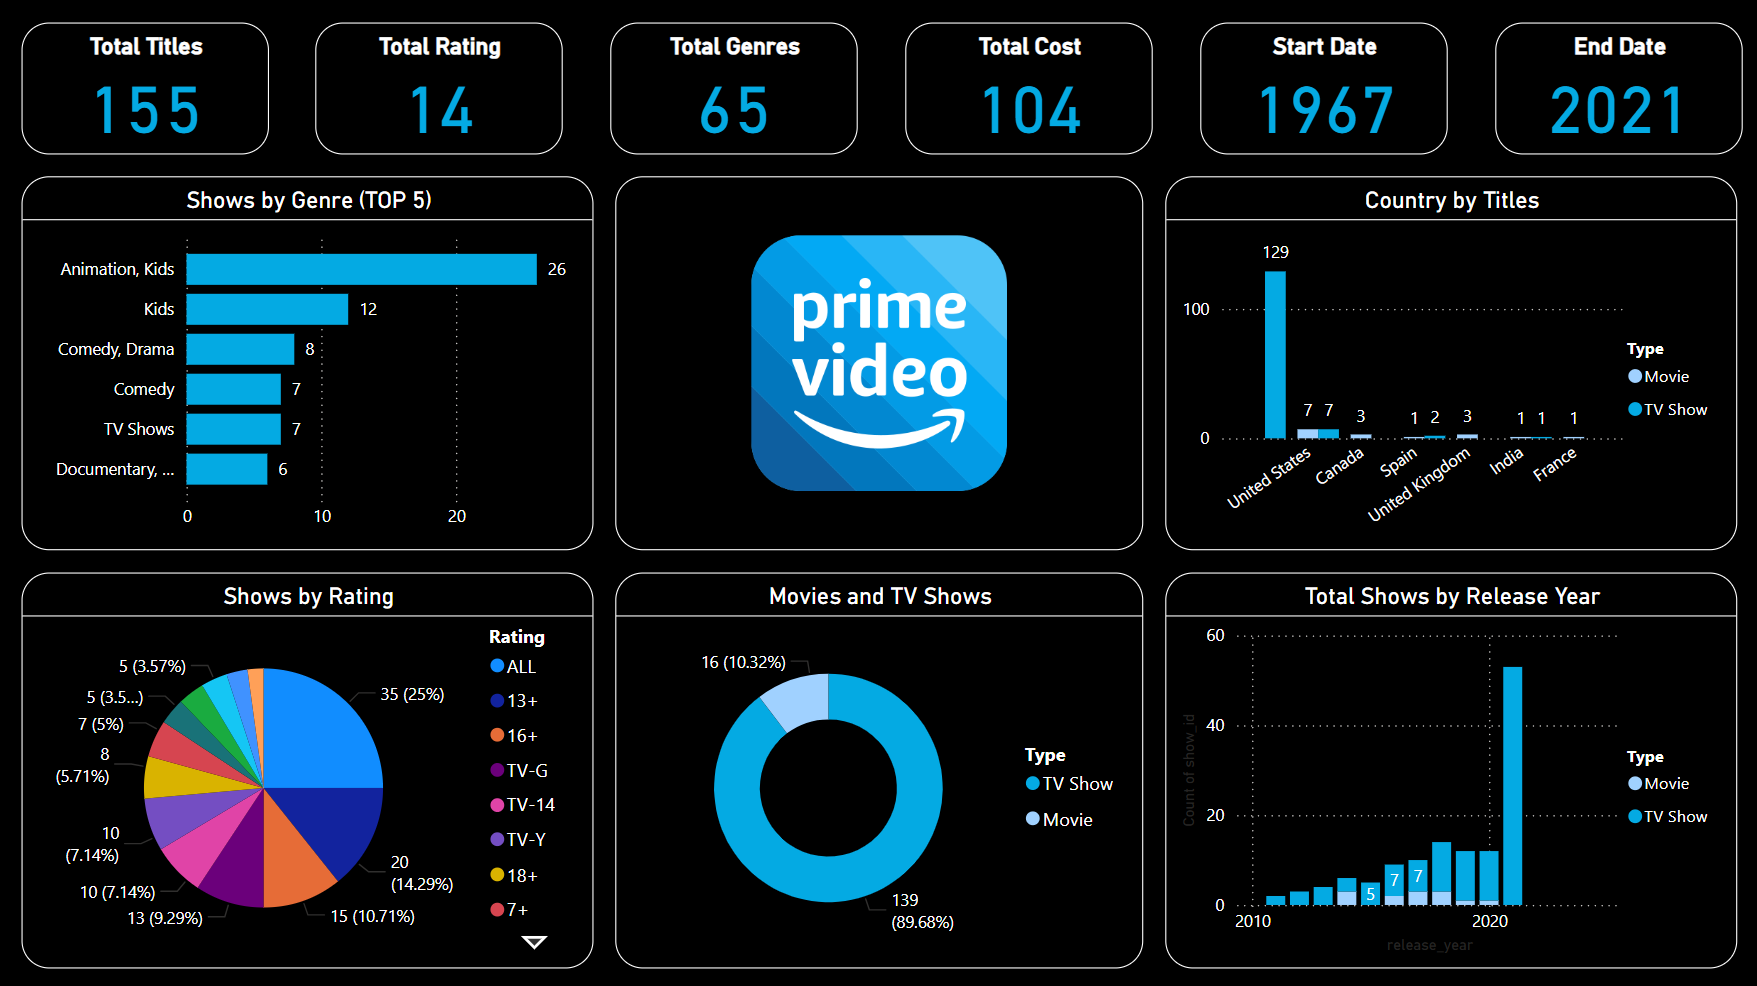 Total Titles
155
Total Rating
14
Total Genres
65
Total Cost
104
Start Date
1967
End Date
2021
Shows by Genre (TOP 5)
Animation, Kids
26
Kids
12
Comedy, Drama
8
Comedy
7
TV Shows
7
Documentary, ...
6
0
10
20
prime
video
Country by Titles
129
100
0
7
7
3
1
2
3
1
1
1
United States
Canada
Spain
United Kingdom
India
France
Type
Movie
TV Show
Shows by Rating
5 (3.57%)
5 (3.5...)
7 (5%)
8
(5.71%)
10
(7.14%)
10 (7.14%)
13 (9.29%)
15 (10.71%)
20
(14.29%)
35 (25%)
Rating
ALL
13+
16+
TV-G
TV-14
TV-Y
18+
7+
Movies and TV Shows
16 (10.32%)
139
(89.68%)
Type
TV Show
Movie
Total Shows by Release Year
60
40
20
0
Count of show_id
5
7
7
2010
2020
release_year
Type
Movie
TV Show